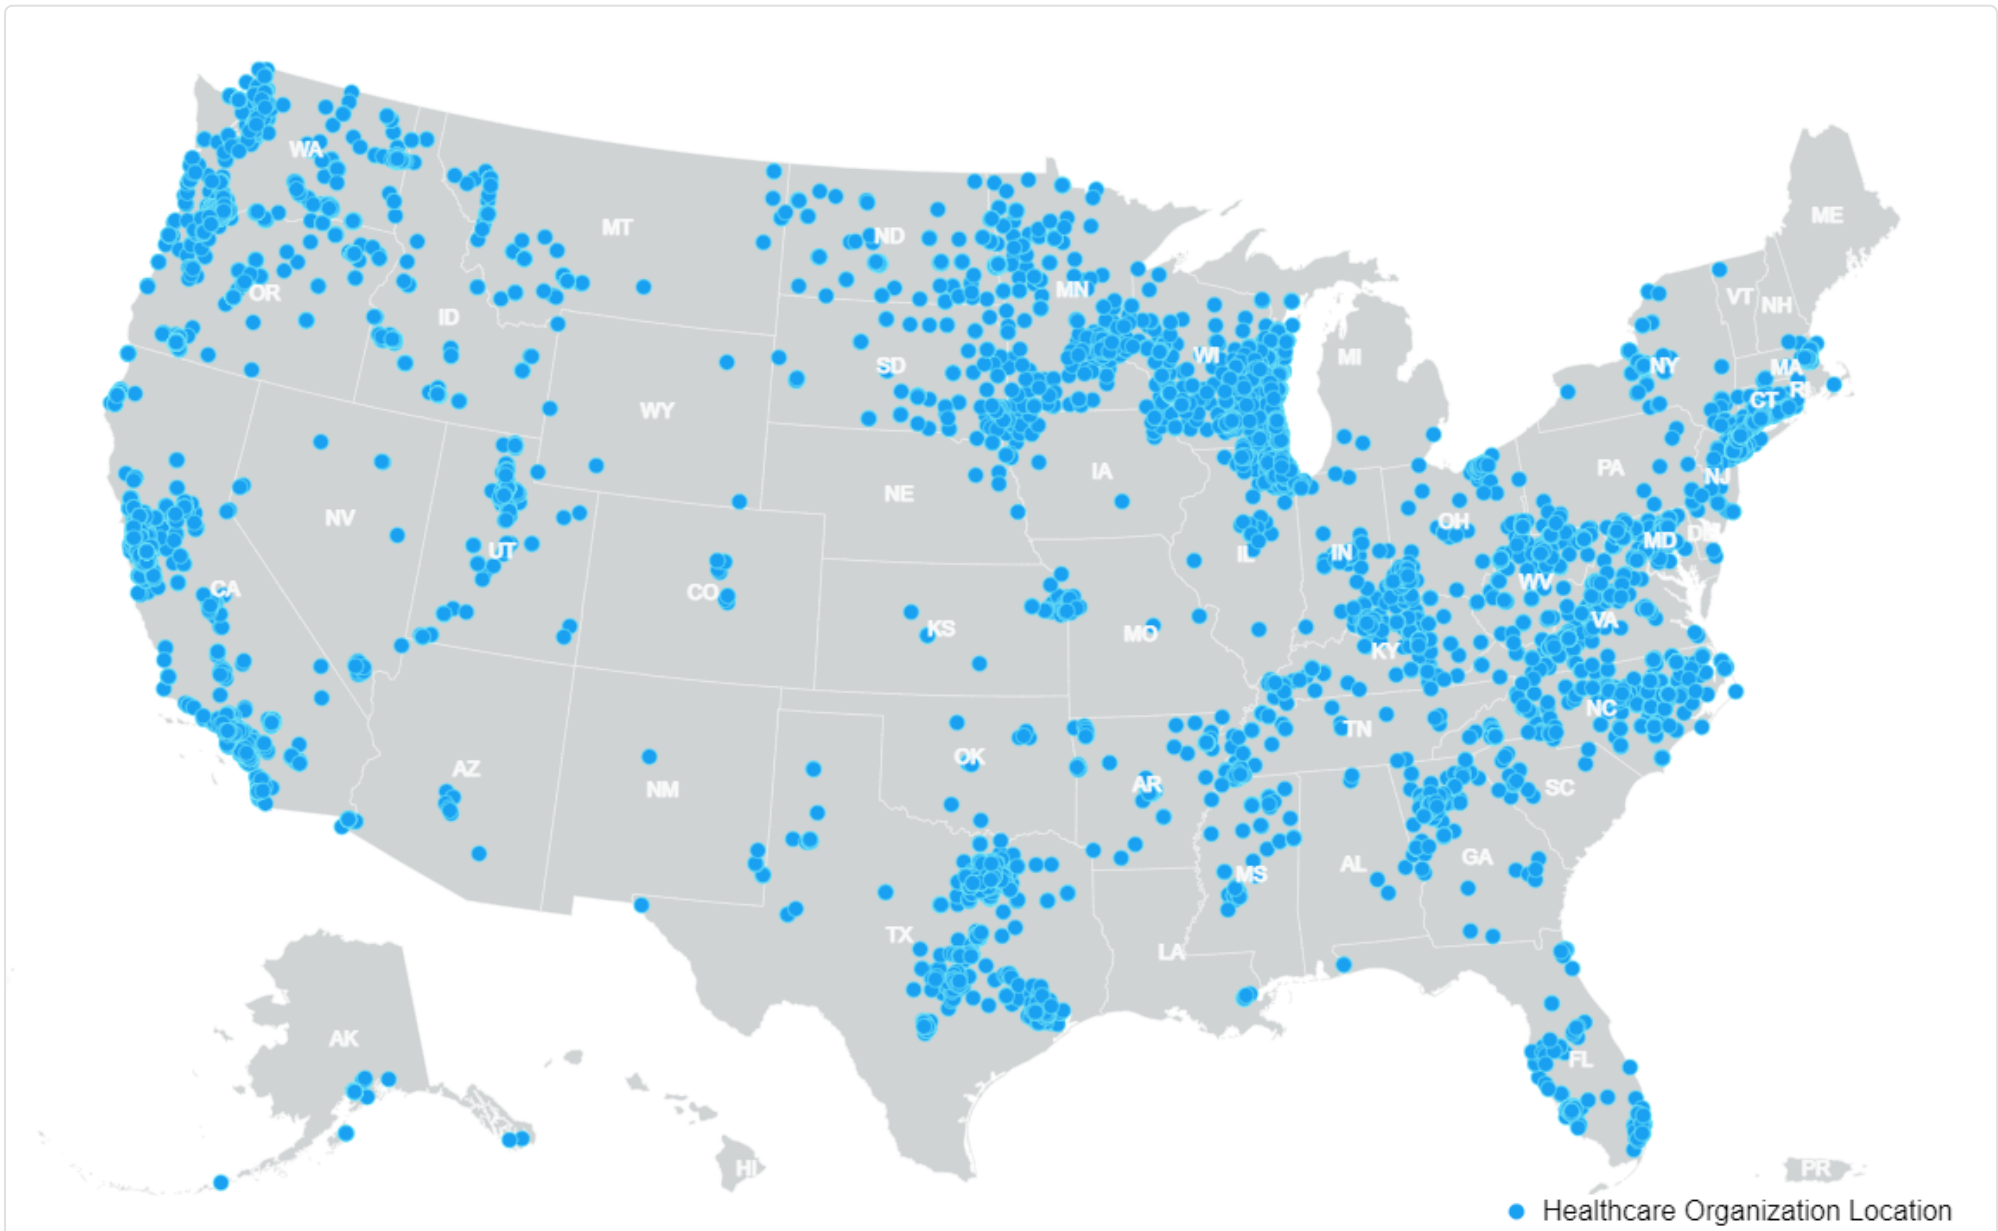 WA
ME
MT
ND
MN
VT
NH
OR
ID
SD
WI
MI
NY
MA
RI
CT
WY
IA
PA
NJ
NE
NV
OH
UT
IL
IN
MD
CA
CO
WV
KS
MO
VA
KY
NC
TN
AZ
NM
OK
AR
SC
MS
AL
GA
TX
LA
AK
FL
HI
PR
Healthcare Organization Location